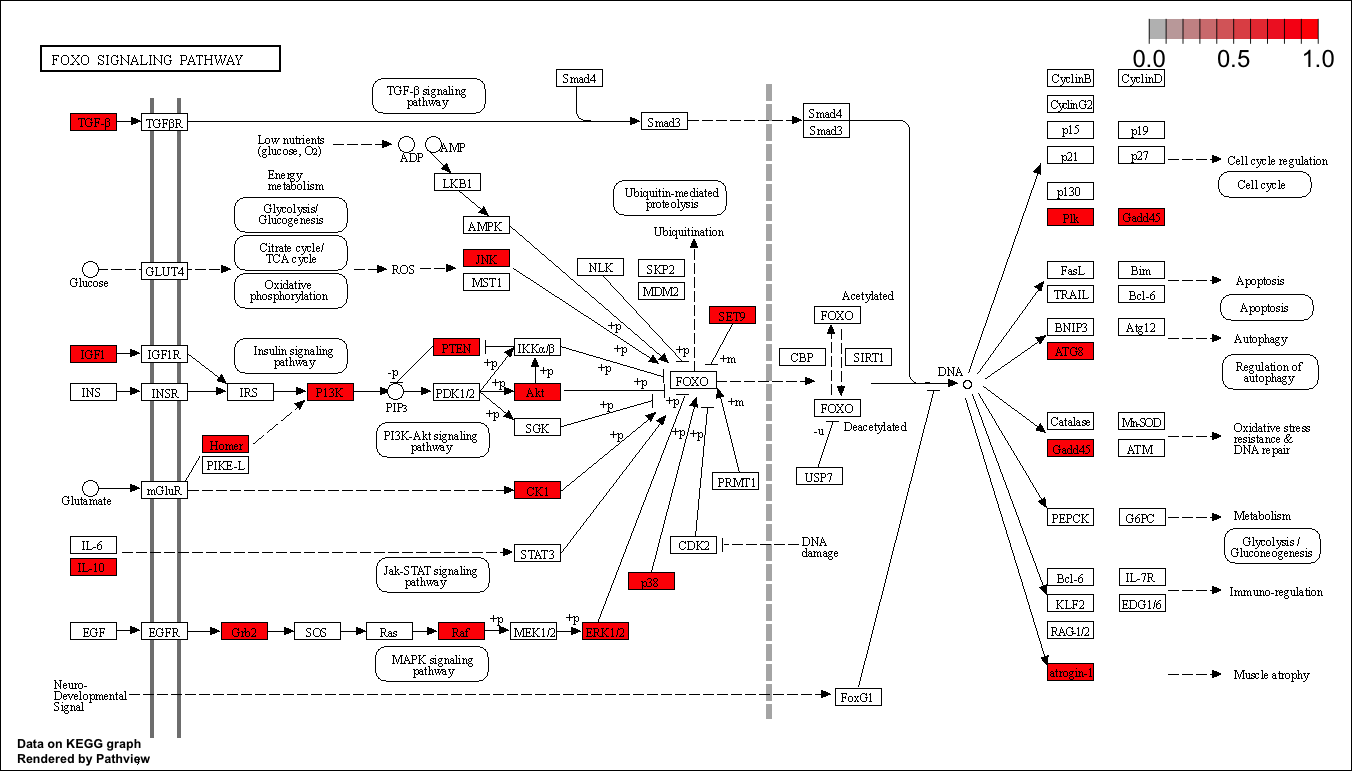 FOXO SIGNALING PATHWAY
0.0 0.5 1.0
TGF-β
TGFβR
TGF-β signaling
pathway
Smad4
Smad3
Smad4
Smad3
Low nutrients
(glucose, O2)
ADP
AMP
LKB1
AMPK
Energy
metabolism
Glycolysis/
Glucogenesis
Citrate cycle/
TCA cycle
Oxidative
phosphorylation
Glucose
GLUT4
ROS
JNK
MST1
NLK
SKP2
MDM2
Ubiquitin-mediated
proteolysis
Ubiquitination
SET9
+p
+p
+m
IGF1
IGF1R
INS
INSR
IRS
Insulin signaling
pathway
PI3K
-p
PIP3
PTEN
PDK1/2
+p
+p
+p
+p
IKKα/β
Akt
SGK
+p
+p
+p
+p
+p
+p
+p
+m
FOXO
PI3K-Akt signaling
pathway
Homer
PIKE-L
Glutamate
mGluR
CK1
PRMT1
IL-6
IL-10
STAT3
Jak-STAT signaling
pathway
CDK2
DNA
damage
p38
EGF
EGFR
Grb2
SOS
Ras
Raf
+p
MEK1/2
+p
ERK1/2
MAPK signaling
pathway
Neuro-
Developmental
Signal
FoxG1
Acetylated
FOXO
CBP
SIRT1
FOXO
Deacetylated
-u
USP7
DNA
CyclinB
CyclinD
CyclinG2
p15
p19
p21
p27
p130
Plk
Gadd45
Cell cycle regulation
Cell cycle
FasL
Bim
TRAIL
Bcl-6
Apoptosis
Apoptosis
BNIP3
Atg12
ATG8
Autophagy
Regulation of
autophagy
Catalase
Mn-SOD
Gadd45
ATM
Oxidative stress
resistance &
DNA repair
PEPCK
G6PC
Metabolism
Glycolysis /
Gluconeogenesis
Bcl-6
IL-7R
KLF2
EDG1/6
RAG-1/2
Immuno-regulation
atrogin-1
Muscle atrophy
Data on KEGG graph
Rendered by Pathview